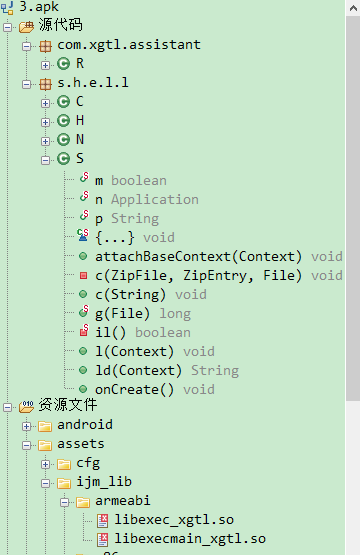 3.apk
源代码
com.xgtl.assistant
R
s.h.e.l.l
C
H
N
S
m boolean
n Application
p String
{...} void
attachBaseContext(Context) void
c(ZipFile, ZipEntry, File) void
c(String) void
g(File) long
il() boolean
l(Context) void
ld(Context) String
onCreate() void
资源文件
android
assets
cfg
ijm_lib
armeabi
libexec_xgtl.so
libexecmain_xgtl.so